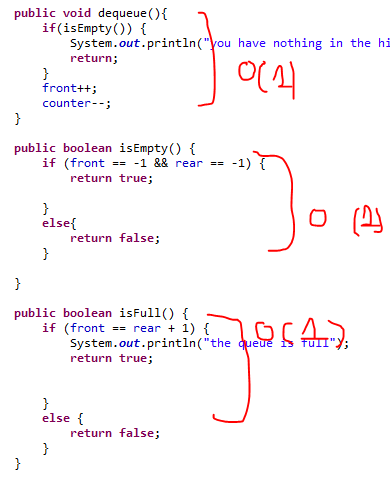 public void dequeue(){
if(isEmpty()) {
System.out.println("you have nothing in the hi
return;
}
O(1)
front++;
counter--;
}
public boolean isEmpty() {
if (front == -1 && rear == -1) {
return true;
}
else{
O (1)
return false;
}
}
public boolean isFull() {
if (front == rear + 1) {
O(1)
System.out.println("the queue is full");
return true;
}
else {
return false;
}
}